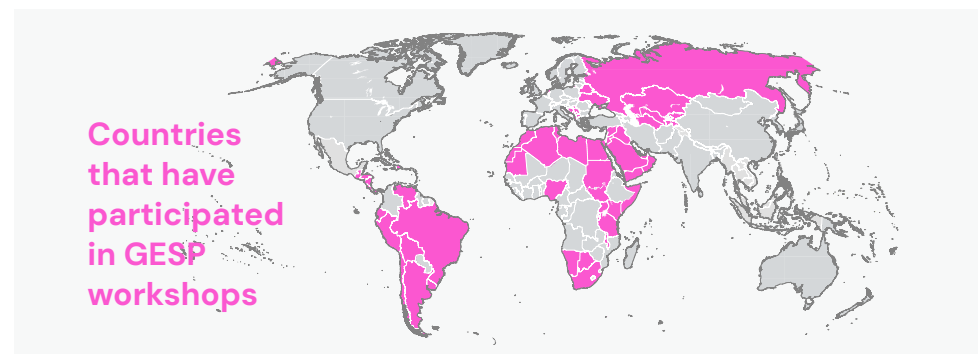 Countries
that have
participated
in GESP
workshops